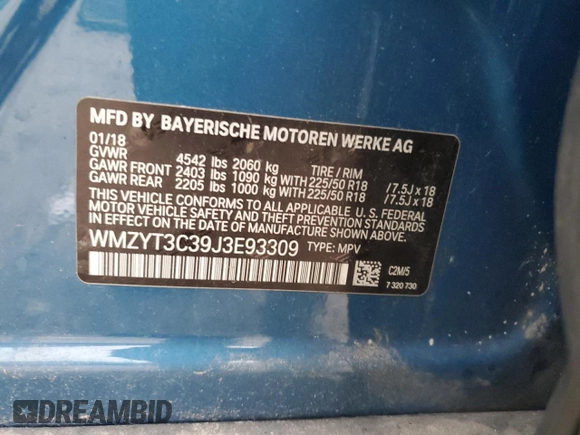 MFD BY BAYERISCHE MOTOREN WERKE AG
01/18
GVWR 4542 lbs 2060 kg TIRE / RIM
GAWR FRONT 2403 lbs 1090 kg WITH 225/50 R18 /7.5J x 18
GAWR REAR 2205 lbs 1000 kg WITH 225/50 R18 /7.5J x 18
THIS VEHICLE CONFORMS TO ALL APPLICABLE U.S. FEDERAL
MOTOR VEHICLE SAFETY AND THEFT PREVENTION STANDARDS
IN EFFECT ON THE DATE OF MANUFACTURE SHOWN ABOVE.
WMZYT3C39J3E93309 TYPE: MPV
C2M/5
7 320 730
DREAMBID